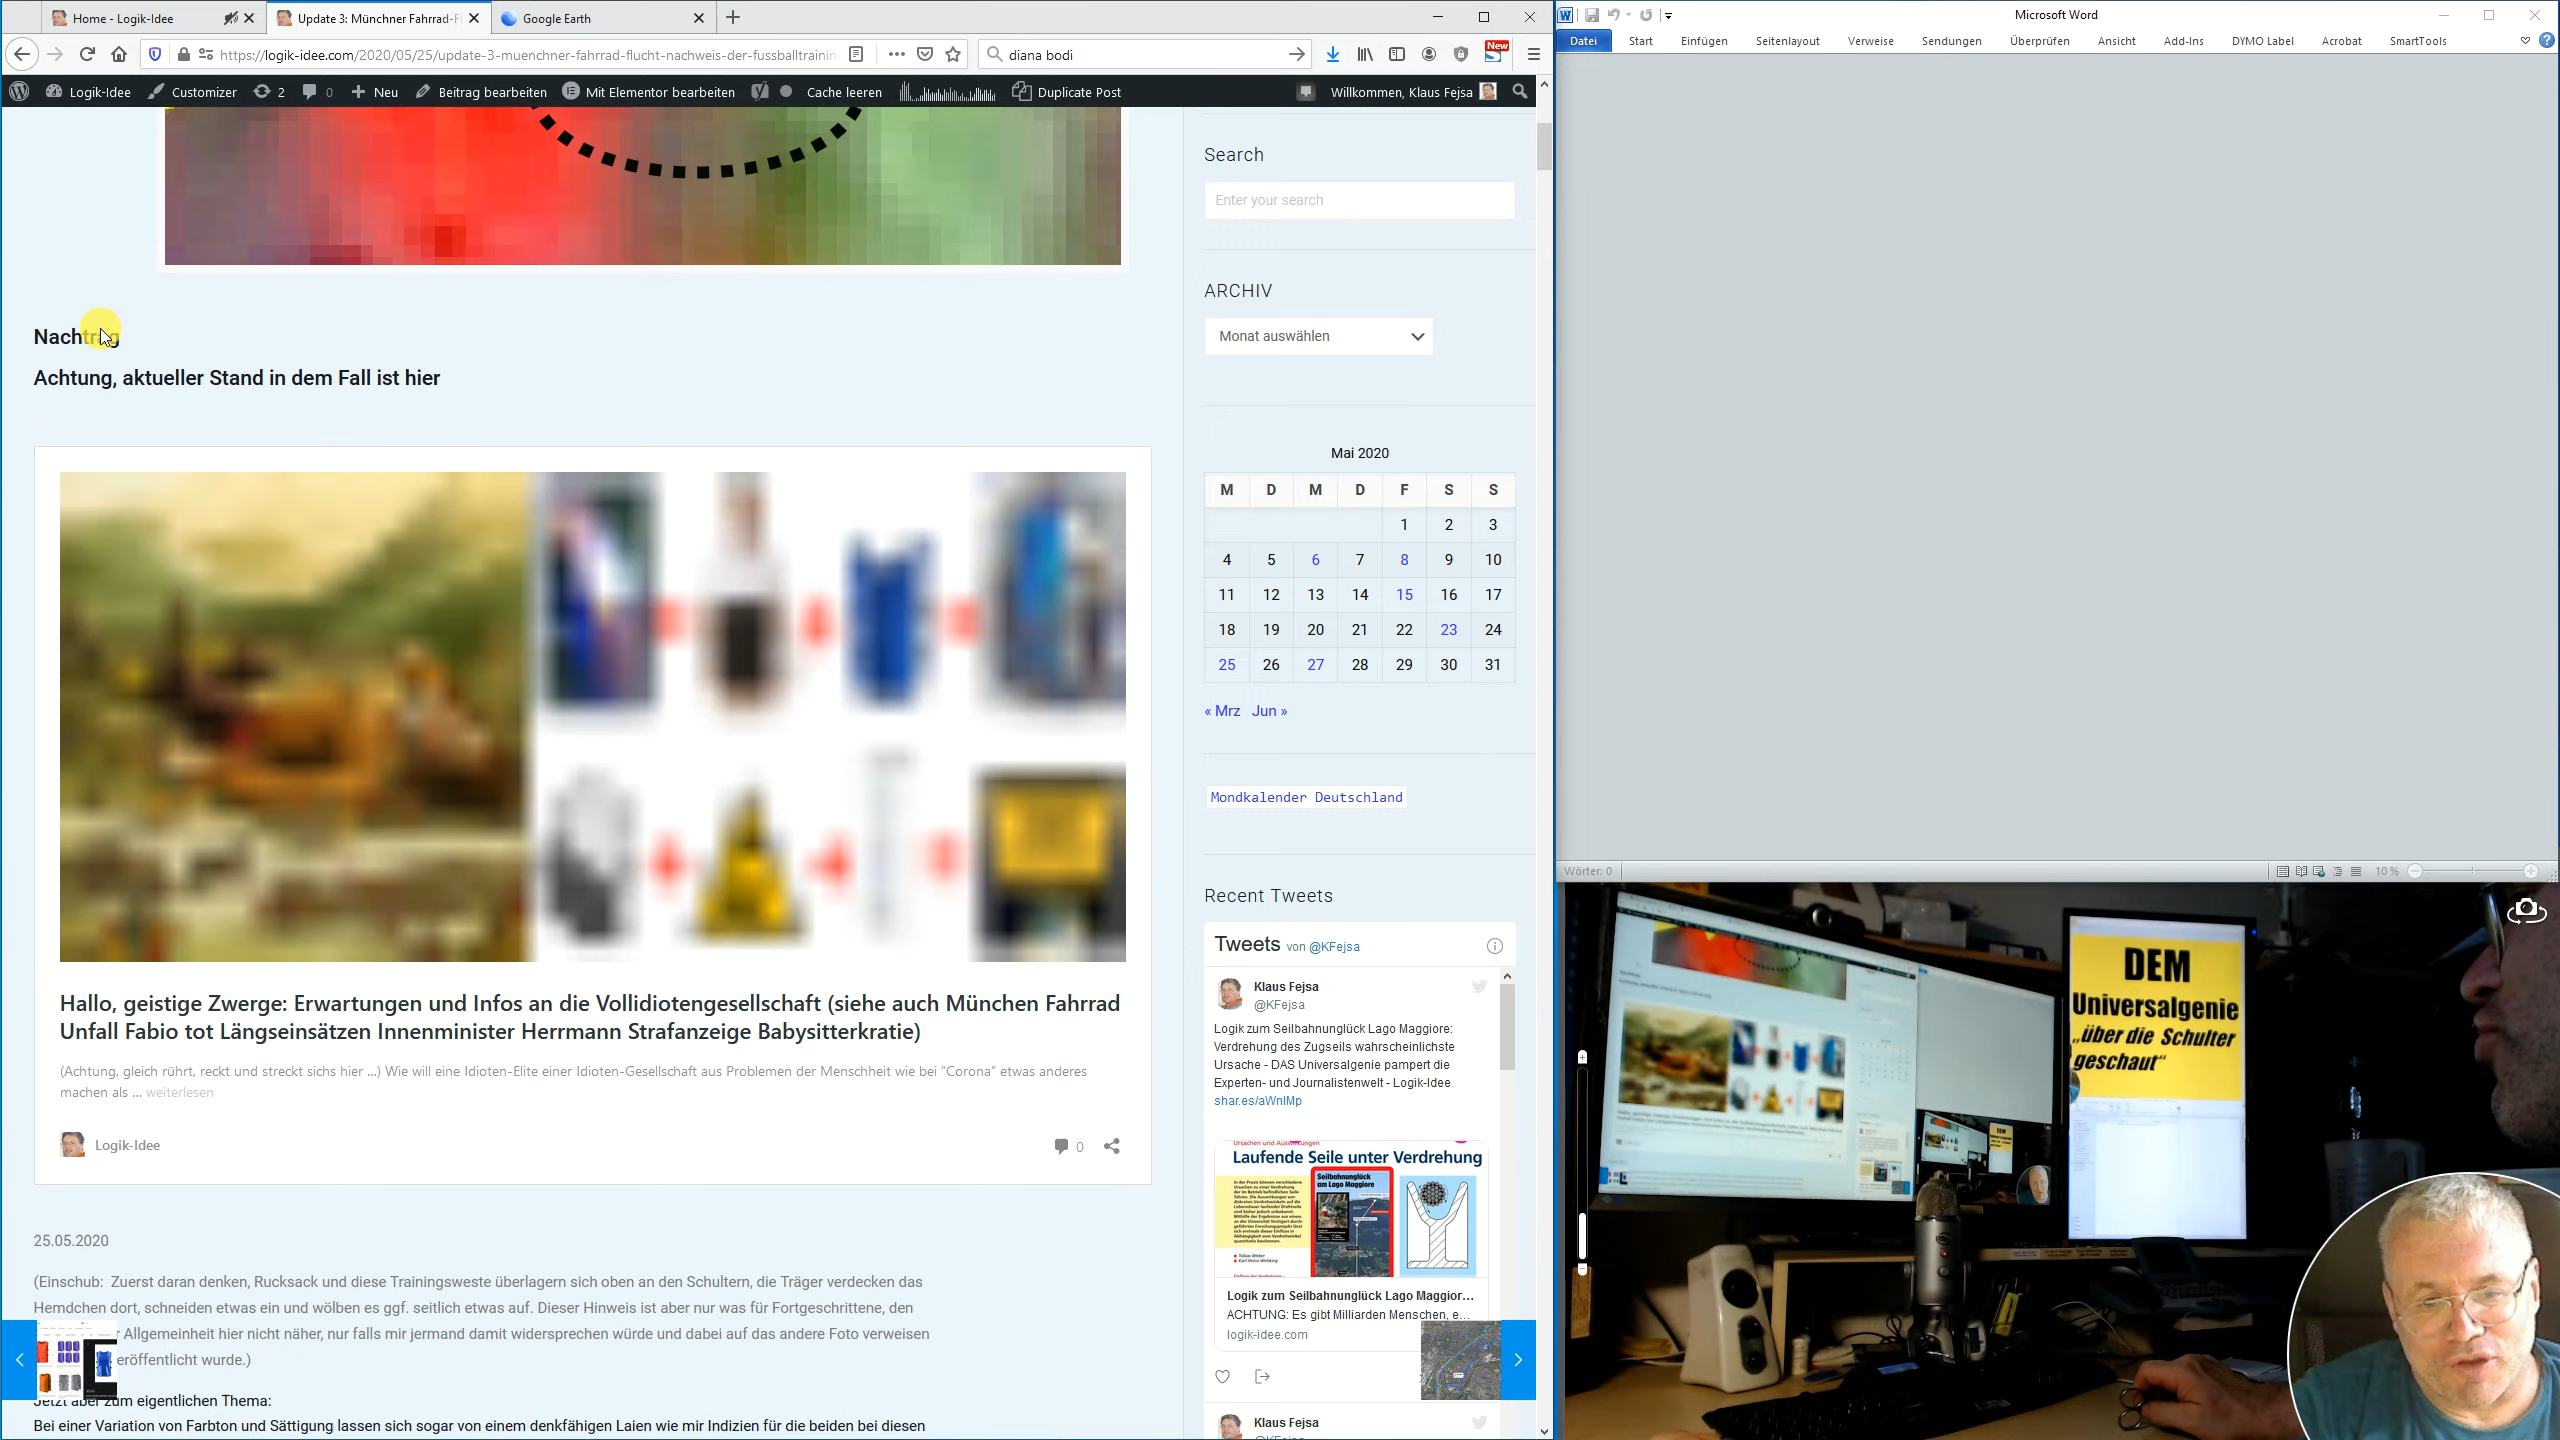 Home - Logik-Idee
Update 3: Münchner Fahrrad-F
Google Earth
Microsoft Word
https://logik-idee.com/2020/05/25/update-3-muenchner-fahrrad-flucht-nachweis-der-fussballtrainin
diana bodi
New
Datei Start Einfügen Seitenlayout Verweise Sendungen Überprüfen Ansicht Add-Ins DYMO Label Acrobat SmartTools
Logik-Idee Customizer 2 0 Neu Beitrag bearbeiten Mit Elementor bearbeiten Cache leeren Duplicate Post Willkommen, Klaus Fejsa
Search
Enter your search
ARCHIV
Monat auswählen
Nachtrag
Achtung, aktueller Stand in dem Fall ist hier
Mai 2020
M D M D F S S
1 2 3
4 5 6 7 8 9 10
11 12 13 14 15 16 17
18 19 20 21 22 23 24
25 26 27 28 29 30 31
« Mrz Jun »
Mondkalender Deutschland
Recent Tweets
Tweets von @KFejsa
Klaus Fejsa
@KFejsa
Logik zum Seilbahnunglück Lago Maggiore:
Verdrehung des Zugseils wahrscheinlichste
Ursache - DAS Universalgenie pampert die
Experten- und Journalistenwelt - Logik-Idee
shar.es/aWnIMp
Ursachen und Auswirkungen
Laufende Seile unter Verdrehung
Seilbahnunglück
am Lago Maggiore
Logik zum Seilbahnunglück Lago Maggior...
ACHTUNG: Es gibt Milliarden Menschen, e...
logik-idee.com
Klaus Fejsa
@KFejsa
Hallo, geistige Zwerge: Erwartungen und Infos an die Vollidiotengesellschaft (siehe auch München Fahrrad
Unfall Fabio tot Längseinsätzen Innenminister Herrmann Strafanzeige Babysitterkratie)
(Achtung, gleich rührt, reckt und streckt sichs hier ...) Wie will eine Idioten-Elite einer Idioten-Gesellschaft aus Problemen der Menschheit wie bei "Corona" etwas anderes
machen als ... weiterlesen
Logik-Idee
0
25.05.2020
(Einschub: Zuerst daran denken, Rucksack und diese Trainingsweste überlagern sich oben an den Schultern, die Träger verdecken das
Hemdchen dort, schneiden etwas ein und wölben es ggf. seitlich etwas auf. Dieser Hinweis ist aber nur was für Fortgeschrittene, den
Allgemeinheit hier nicht näher, nur falls mir jermand damit widersprechen würde und dabei auf das andere Foto verweisen
eröffentlicht wurde.)
Jetzt aber zum eigentlichen Thema:
Bei einer Variation von Farbton und Sättigung lassen sich sogar von einem denkfähigen Laien wie mir Indizien für die beiden bei diesen
Wörter: 0
10 %
DEM
Universalgenie
„über die Schulter
geschaut“